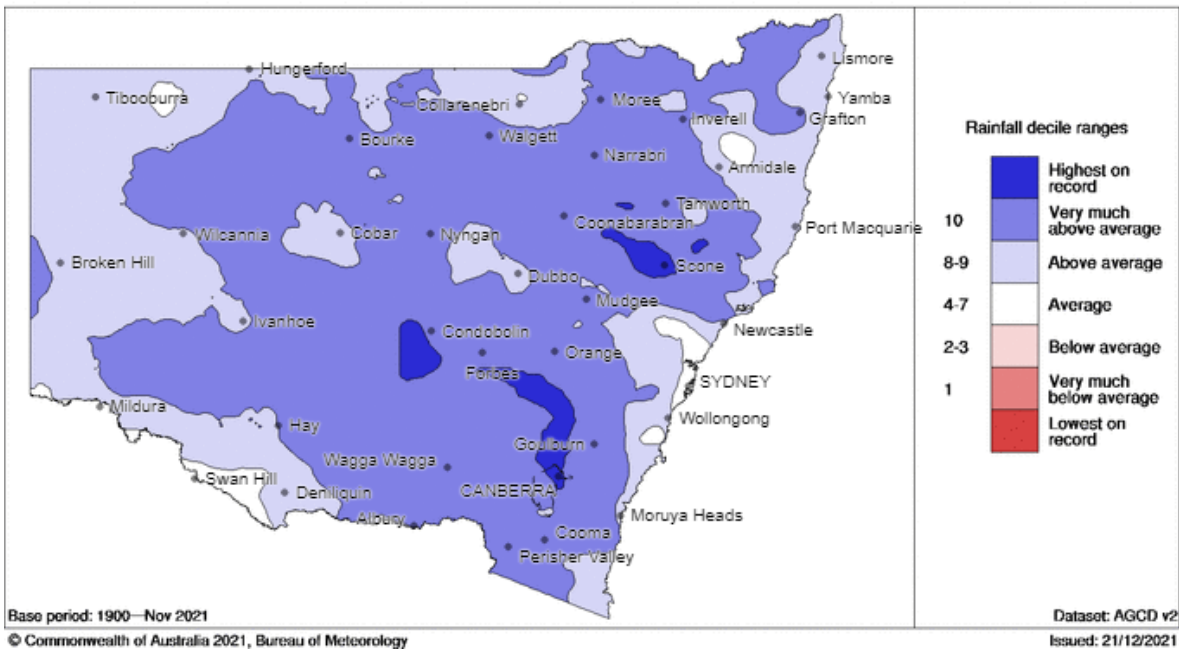 Lismore
Hungerford
Tibooburra
Yamba
Collarenebri
Moree
Inverell
Grafton
Bourke
Walgett
Narrabri
Armidale
Tamworth
Coonabarabran
Port Macquarie
Wilcannia
Cobar
Nyngan
Broken Hill
Dubbo
Scone
Mudgee
Ivanhoe
Condobolin
Newcastle
Orange
Forbes
SYDNEY
Mildura
Wollongong
Hay
Goulburn
Wagga Wagga
Swan Hill
CANBERRA
Deniliquin
Moruya Heads
Albury
Cooma
Perisher Valley
Rainfall decile ranges
Highest on
record
10 Very much
above average
8-9 Above average
4-7 Average
2-3 Below average
1 Very much
below average
Lowest on
record
Base period: 1900—Nov 2021
Dataset: AGCD v2
© Commonwealth of Australia 2021, Bureau of Meteorology
Issued: 21/12/2021